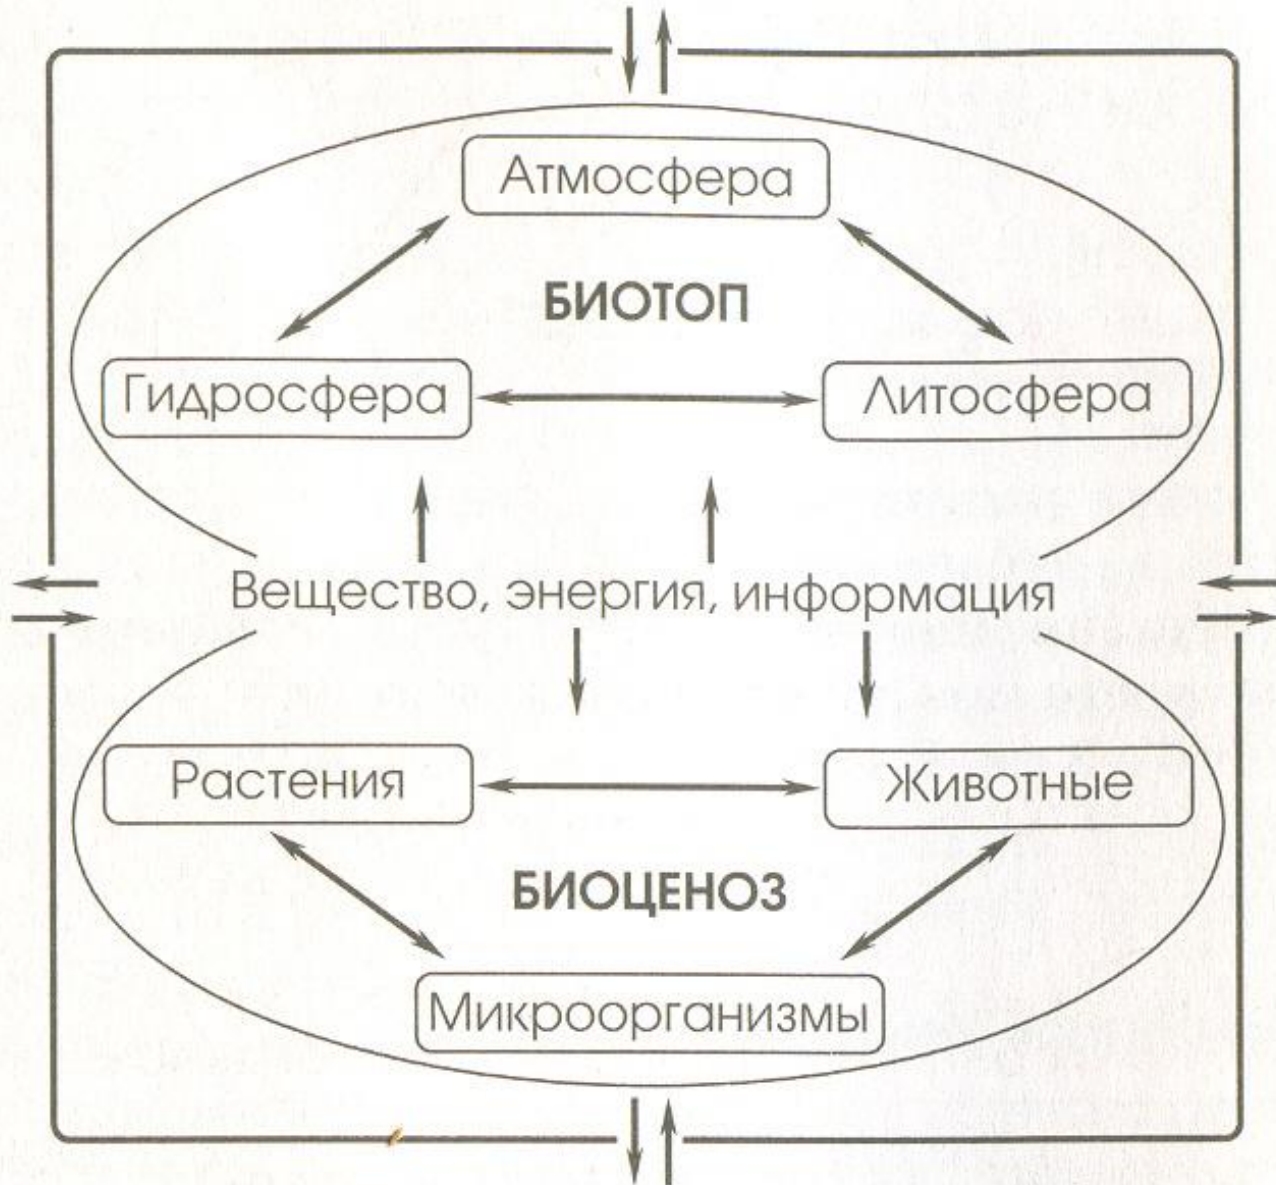 Атмосфера
БИОТОП
Гидросфера
Литосфера
Вещество, энергия, информация
Растения
Животные
БИОЦЕНОЗ
Микроорганизмы